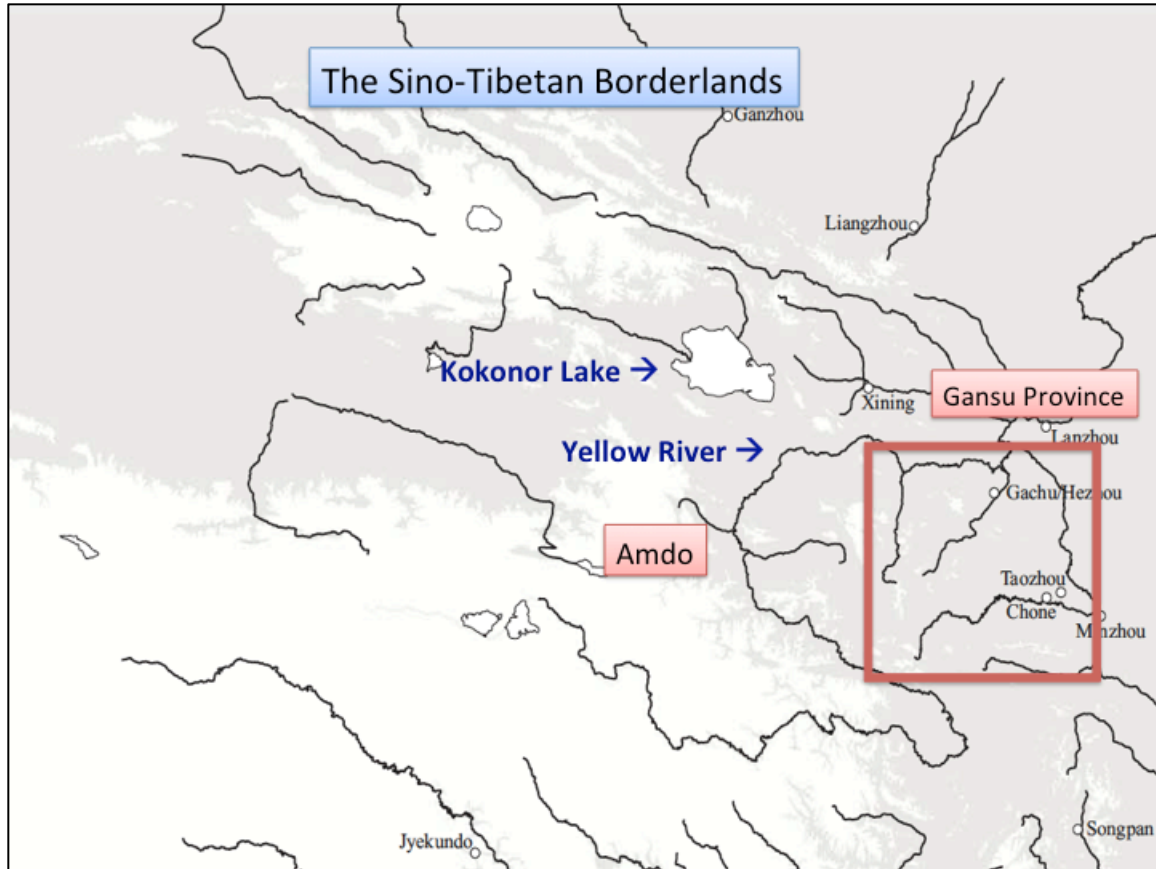 The Sino-Tibetan Borderlands
Ganzhou
Liangzhou
Kokonor Lake →
Xining
Gansu Province
Lanzhou
Yellow River →
Gachu/Hezhou
Amdo
Taozhou
Chone
Minzhou
Songpan
Jyekundo